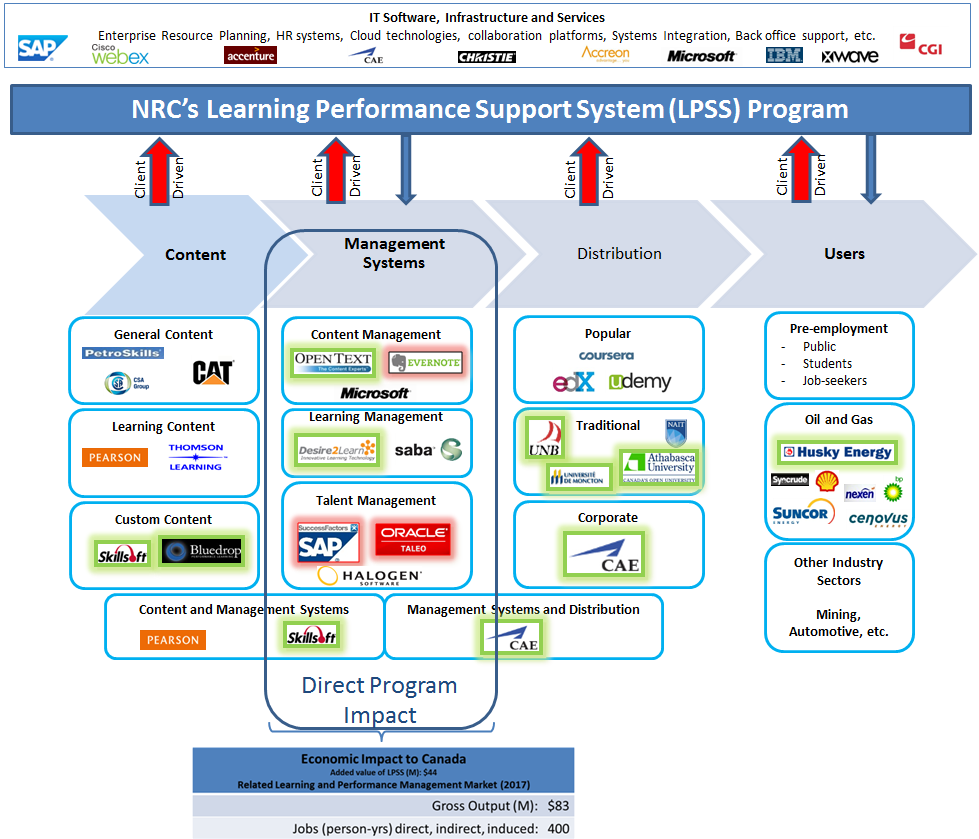 IT Software, Infrastructure and Services
Enterprise Resource Planning, HR systems, Cloud technologies, collaboration platforms, Systems Integration, Back office support, etc.
SAP
Cisco
webex
accenture
CAE
CHRISTIE
Accreon
Microsoft
IBM
xwave
CGI
NRC's Learning Performance Support System (LPSS) Program
Client Driven
Client Driven
Client Driven
Client Driven
Content
Management
Systems
Distribution
Users
General Content
PetroSkills
CSA
Group
CAT
Learning Content
PEARSON
THOMSON
LEARNING
Custom Content
Skillsoft
Bluedrop
Content Management
OPEN TEXT
The Content Experts
EVERNOTE
Microsoft
Learning Management
Desire2Learn
Innovative Learning Technology
saba
Talent Management
SuccessFactors
SAP
ORACLE
TALEO
HALOGEN
SOFTWARE
Popular
coursera
edX
udemy
Traditional
UNB
NAIT
UNIVERSITÉ
DE MONCTON
Athabasca
University
CANADA'S OPEN UNIVERSITY
Corporate
CAE
Pre-employment
- Public
- Students
- Job-seekers
Oil and Gas
Husky Energy
Syncrude
nexen
bp
SUNCOR
ENERGY
cenovus
ENERGY
Other Industry
Sectors
Mining,
Automotive, etc.
Content and Management Systems
PEARSON
Skillsoft
Management Systems and Distribution
CAE
Direct Program
Impact
Economic Impact to Canada
Added value of LPSS (M): $44
Related Learning and Performance Management Market (2017)
Gross Output (M): $83
Jobs (person-yrs) direct, indirect, induced: 400